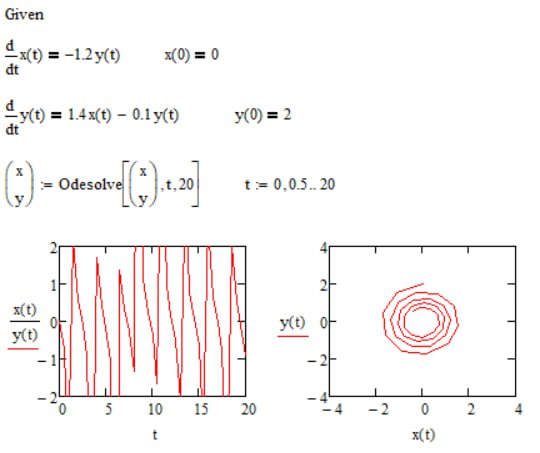 Given
d/dt x(t) = −1.2 y(t) x(0) = 0
d/dt y(t) = 1.4 x(t) − 0.1 y(t) y(0) = 2
(x y) := Odesolve[(x y), t, 20] t := 0, 0.5.. 20
2
1
0
−1
−2
x(t)
y(t)
0 5 10 15 20
t
4
2
0
−2
−4
y(t)
−4 −2 0 2 4
x(t)